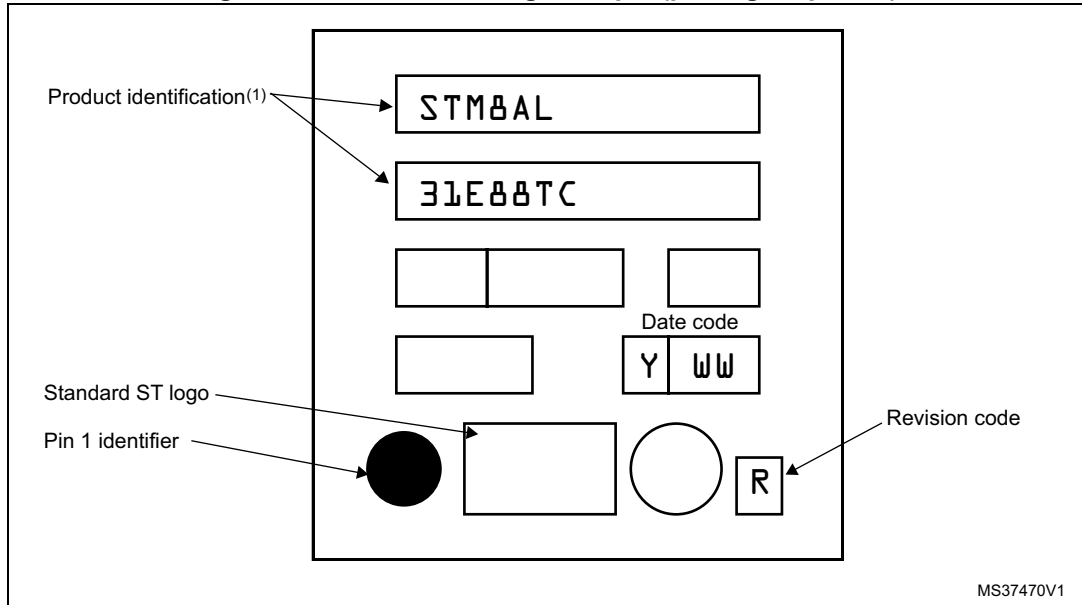 Product identification(1)
STM8AL
31E88TC
Date code
Y WW
Standard ST logo
Pin 1 identifier
Revision code
R
MS37470V1